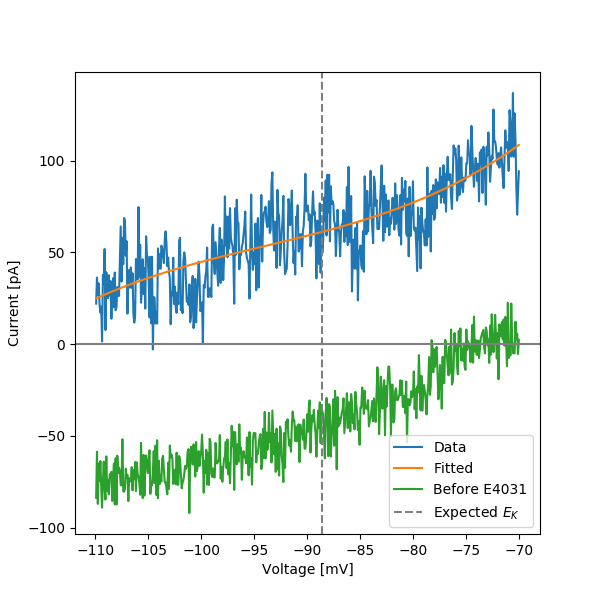 100
50
0
−50
−100
Current [pA]
Data
Fitted
Before E4031
Expected E_K
−110
−105
−100
−95
−90
−85
−80
−75
−70
Voltage [mV]